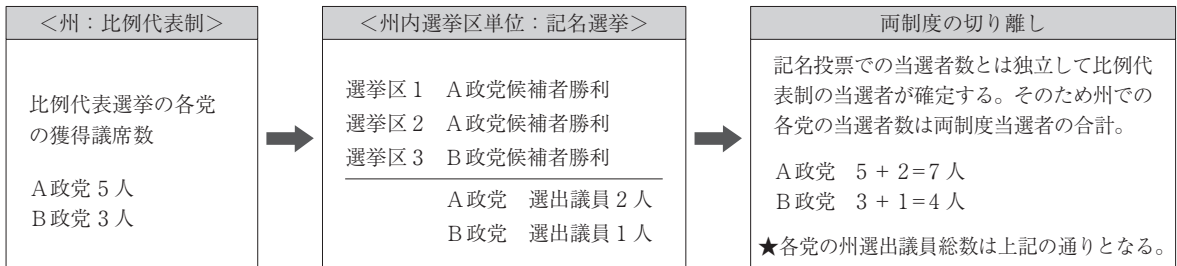 <州：比例代表制>
比例代表選挙の各党
の獲得議席数
A政党５人
B政党３人
<州内選挙区単位：記名選挙>
選挙区１　A政党候補者勝利
選挙区２　A政党候補者勝利
選挙区３　B政党候補者勝利
A政党　選出議員２人
B政党　選出議員１人
両制度の切り離し
記名投票での当選者数とは独立して比例代
表制の当選者が確定する。そのため州での
各党の当選者数は両制度当選者の合計。
A政党　５＋２=７人
B政党　３＋１=４人
★各党の州選出議員総数は上記の通りとなる。